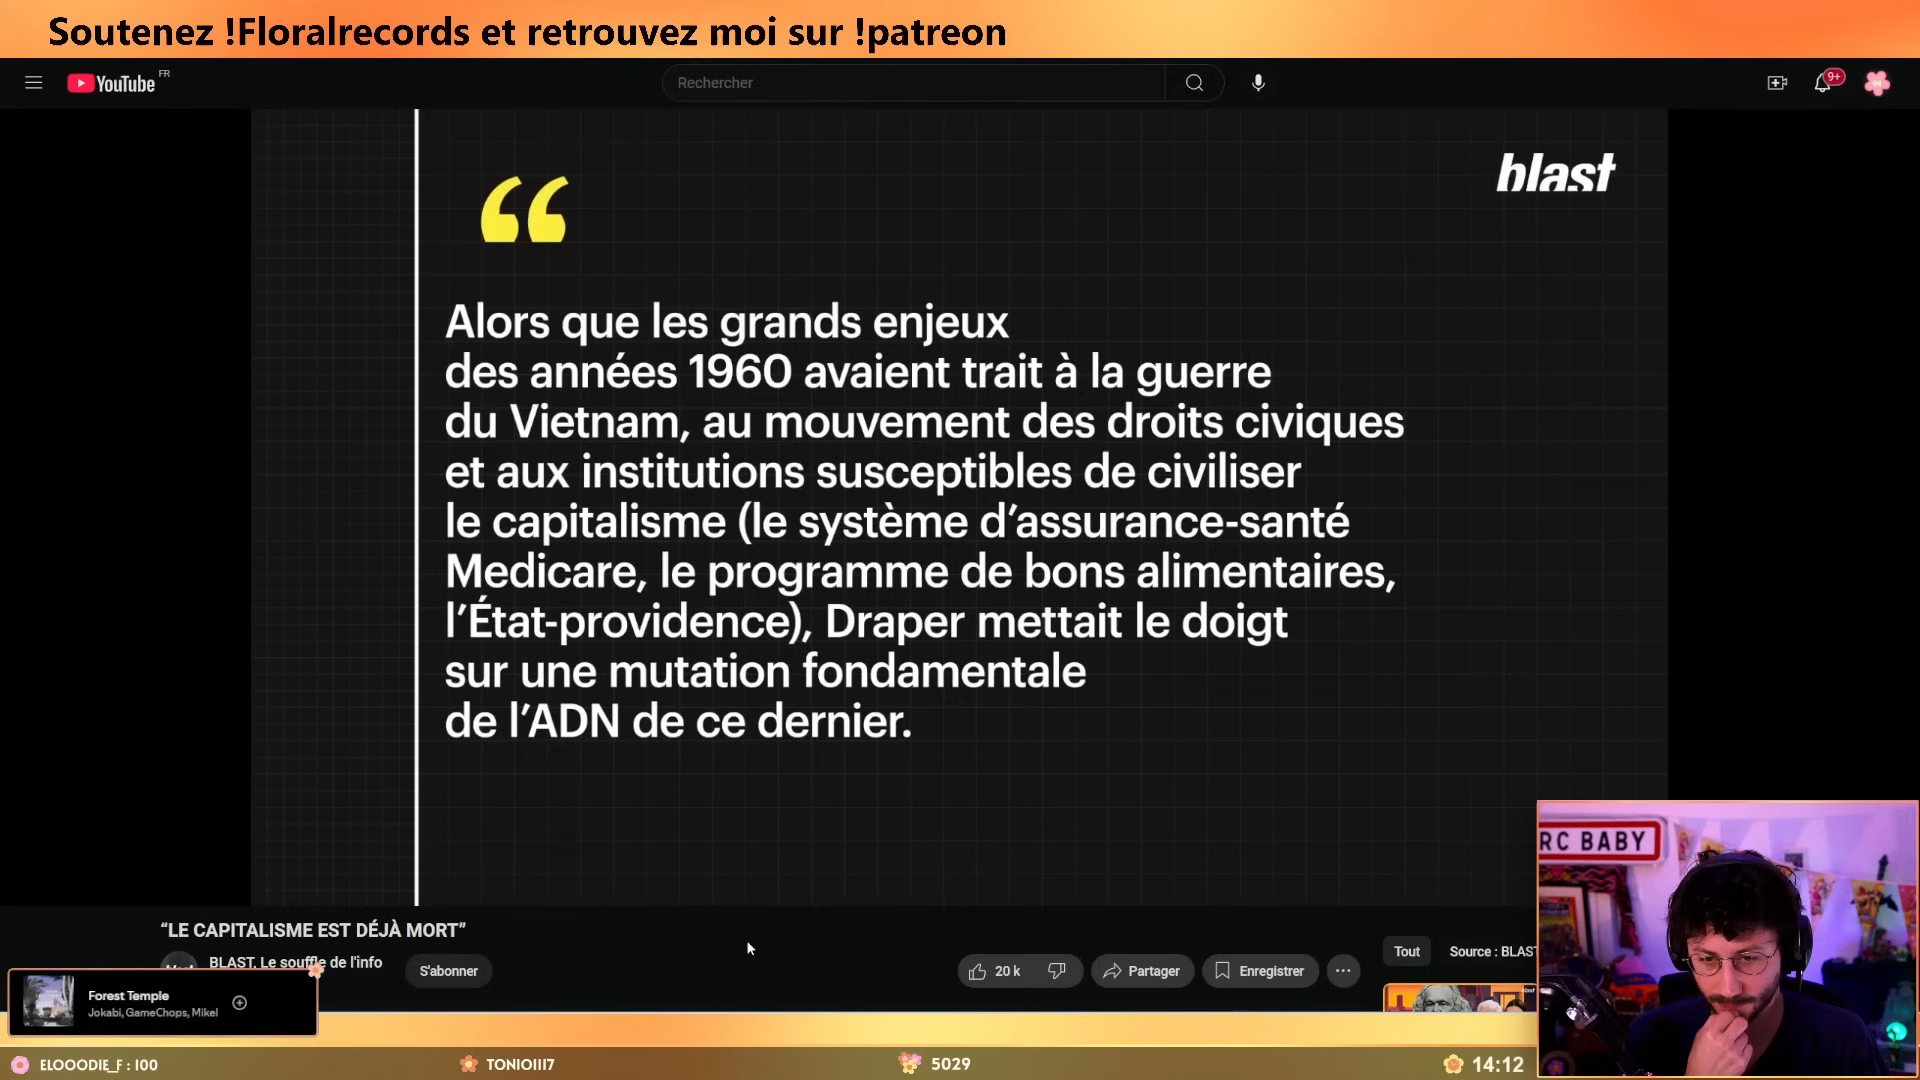 Soutenez !Floralrecords et retrouvez moi sur !patreon
YouTube FR
Rechercher
9+
blast
“
Alors que les grands enjeux
des années 1960 avaient trait à la guerre
du Vietnam, au mouvement des droits civiques
et aux institutions susceptibles de civiliser
le capitalisme (le système d’assurance-santé
Medicare, le programme de bons alimentaires,
l’État-providence), Draper mettait le doigt
sur une mutation fondamentale
de l’ADN de ce dernier.
RC BABY
“LE CAPITALISME EST DÉJÀ MORT”
BLAST, Le souffle de l'info
S'abonner
20 k
Partager
Enregistrer
Tout
Source : BLAST
Forest Temple
Jokabi, GameChops, Mikel
ELOOODIE_F : 100
TONIO1117
5029
14:12